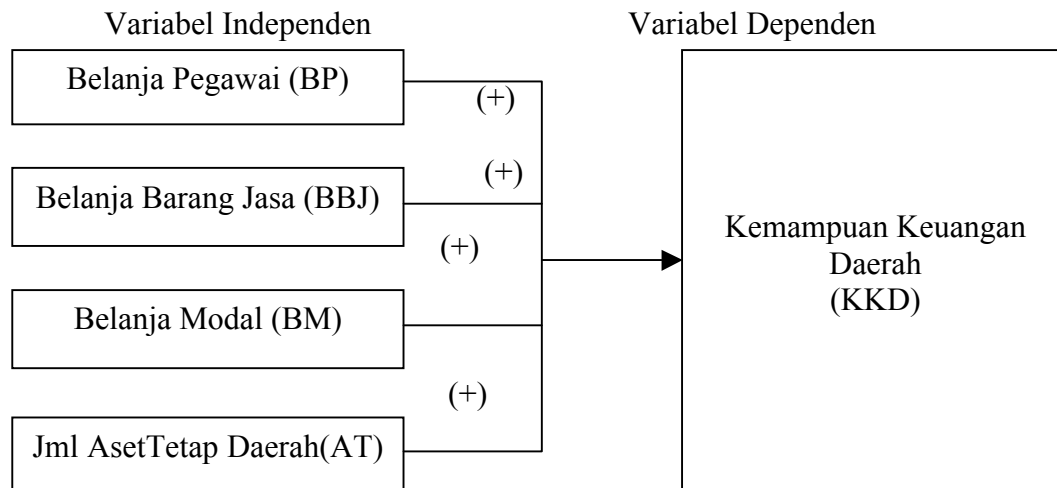 Variabel Independen
Variabel Dependen
Belanja Pegawai (BP)
(+)
(+)
Belanja Barang Jasa (BBJ)
(+)
Kemampuan Keuangan
Daerah
(KKD)
Belanja Modal (BM)
(+)
Jml AsetTetap Daerah(AT)